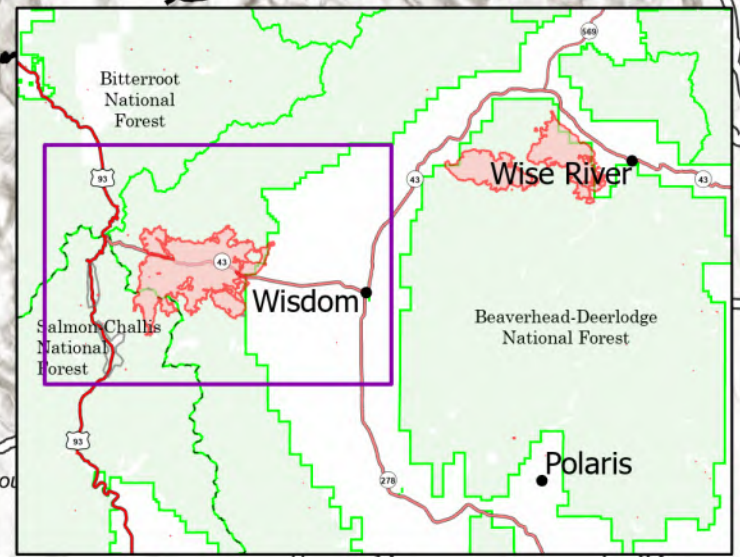 569
Bitterroot
National
Forest
93
43
Wise River
43
43
Wisdom
Salmon-Challis
National
Forest
Beaverhead-Deerlodge
National Forest
93
278
Polaris